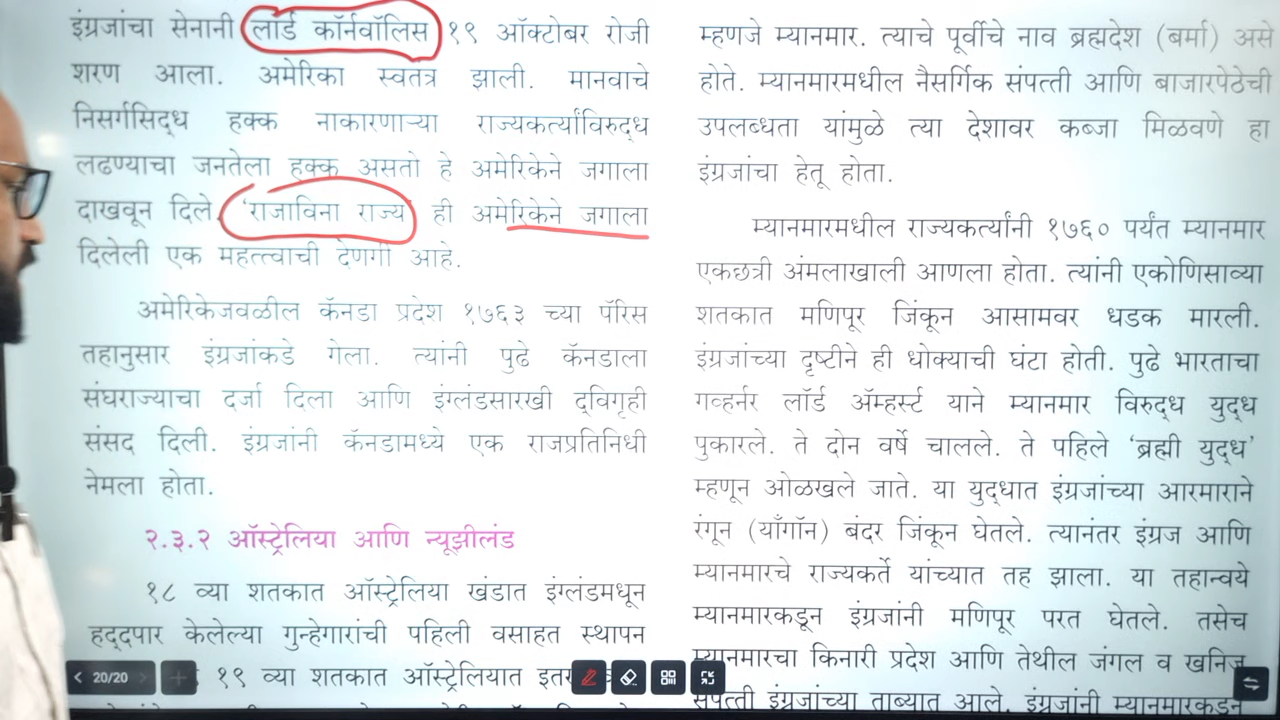 इंग्रजांचा सेनानी लॉर्ड कॉर्नवॉलिस १९ ऑक्टोबर रोजी
शरण आला. अमेरिका स्वतंत्र झाली. मानवाचे
निसर्गसिद्ध हक्क नाकारणाऱ्या राज्यकर्त्यांविरुद्ध
लढण्याचा जनतेला हक्क असतो हे अमेरिकेने जगाला
दाखवून दिले. 'राजाविना राज्य' ही अमेरिकेने जगाला
दिलेली एक महत्त्वाची देणगी आहे.
अमेरिकेजवळील कॅनडा प्रदेश १७६३ च्या पॅरिस
तहानुसार इंग्रजांकडे गेला. त्यांनी पुढे कॅनडाला
संघराज्याचा दर्जा दिला आणि इंग्लंडसारखी द्विगृही
संसद दिली. इंग्रजांनी कॅनडामध्ये एक राजप्रतिनिधी
नेमला होता.
२.३.२ ऑस्ट्रेलिया आणि न्यूझीलंड
१८ व्या शतकात ऑस्ट्रेलिया खंडात इंग्लंडमधून
हद्दपार केलेल्या गुन्हेगारांची पहिली वसाहत स्थापन
१९ व्या शतकात ऑस्ट्रेलियात
म्हणजे म्यानमार. त्याचे पूर्वीचे नाव ब्रह्मदेश (बर्मा) असे
होते. म्यानमारमधील नैसर्गिक संपत्ती आणि बाजारपेठेची
उपलब्धता यांमुळे त्या देशावर कब्जा मिळवणे हा
इंग्रजांचा हेतू होता.
म्यानमारमधील राज्यकर्त्यांनी १७६० पर्यंत म्यानमार
एकछत्री अंमलाखाली आणला होता. त्यांनी एकोणिसाव्या
शतकात मणिपूर जिंकून आसामवर धडक मारली.
इंग्रजांच्या दृष्टीने ही धोक्याची घंटा होती. पुढे भारताचा
गव्हर्नर लॉर्ड ॲम्हर्स्ट याने म्यानमार विरुद्ध युद्ध
पुकारले. ते दोन वर्षे चालले. ते पहिले 'ब्रह्मी युद्ध'
म्हणून ओळखले जाते. या युद्धात इंग्रजांच्या आरमाराने
रंगून (याँगॉन) बंदर जिंकून घेतले. त्यानंतर इंग्रज आणि
म्यानमारचे राज्यकर्ते यांच्यात तह झाला. या तहान्वये
म्यानमारकडून इंग्रजांनी मणिपूर परत घेतले. तसेच
म्यानमारचा किनारी प्रदेश आणि तेथील जंगल व खनिज
संपत्ती इंग्रजांच्या ताब्यात आले. इंग्रजांनी म्यानमारकडून
20/20